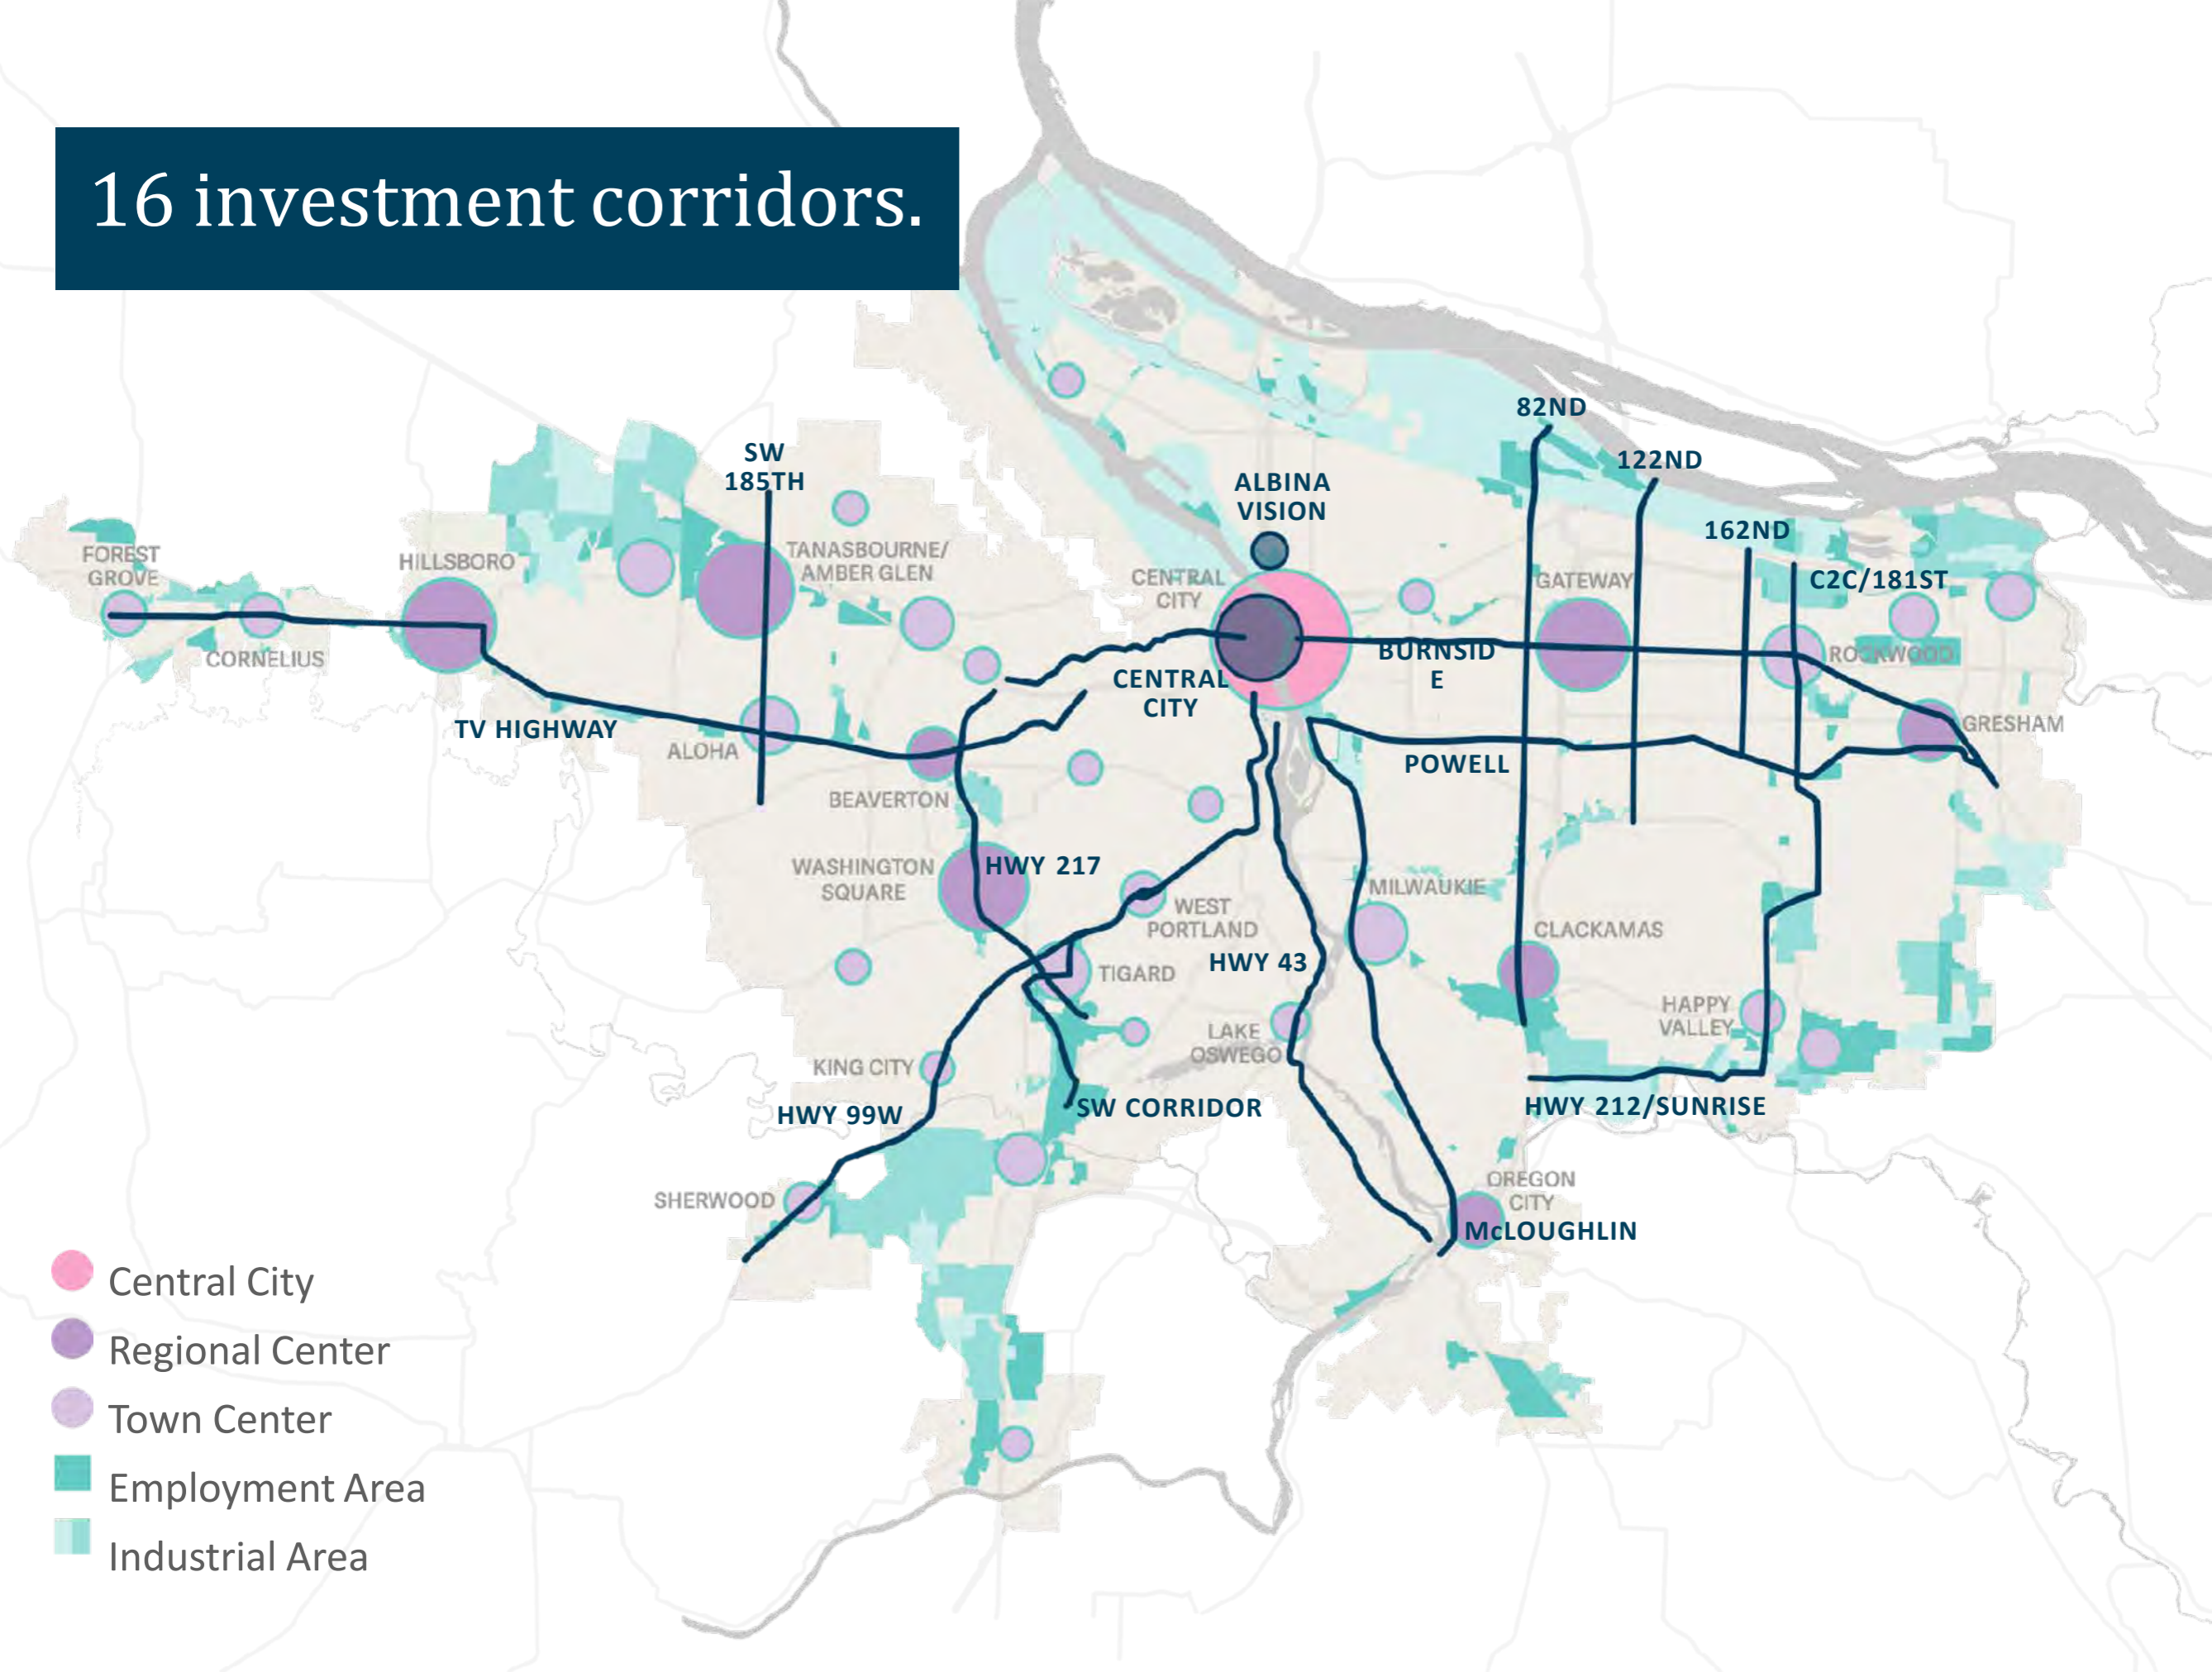 16 investment corridors.
82ND
SW
185TH
122ND
ALBINA
VISION
162ND
FOREST
GROVE
HILLSBORO
TANASBOURNE/
AMBER GLEN
CENTRAL
CITY
GATEWAY
C2C/181ST
CORNELIUS
BURNSID
E
ROCKWOOD
CENTRAL
CITY
TV HIGHWAY
ALOHA
GRESHAM
POWELL
BEAVERTON
WASHINGTON
SQUARE
HWY 217
MILWAUKIE
WEST
PORTLAND
CLACKAMAS
TIGARD
HWY 43
HAPPY
VALLEY
LAKE
OSWEGO
KING CITY
HWY 99W
SW CORRIDOR
HWY 212/SUNRISE
SHERWOOD
OREGON
CITY
McLOUGHLIN
Central City
Regional Center
Town Center
Employment Area
Industrial Area